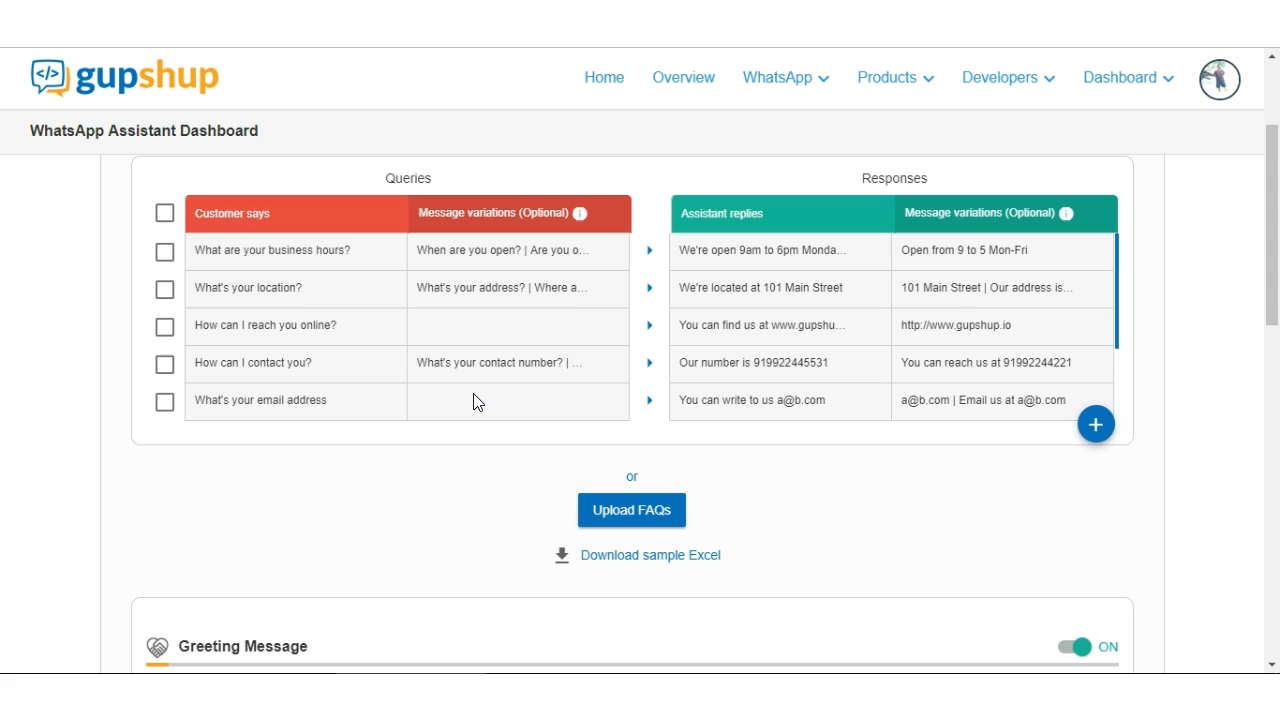 gupshup
Home Overview WhatsApp Products Developers Dashboard
WhatsApp Assistant Dashboard
Queries Responses
Customer says Message variations (Optional) i Assistant replies Message variations (Optional) i
What are your business hours? When are you open? | Are you o... We're open 9am to 6pm Monda... Open from 9 to 5 Mon-Fri
What's your location? What's your address? | Where a... We're located at 101 Main Street 101 Main Street | Our address is...
How can I reach you online? You can find us at www.gupshu... http://www.gupshup.io
How can I contact you? What's your contact number? | ... Our number is 919922445531 You can reach us at 91992244221
What's your email address You can write to us a@b.com a@b.com | Email us at a@b.com
+
or
Upload FAQs
Download sample Excel
Greeting Message ON